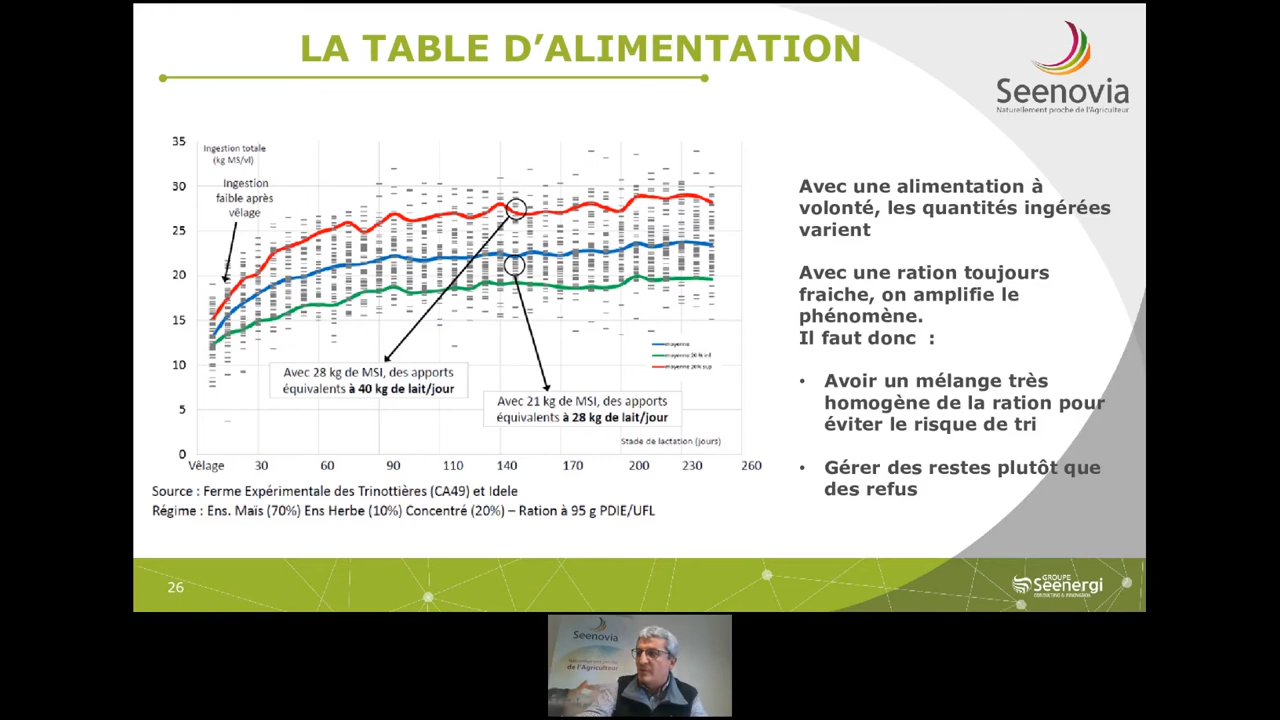 LA TABLE D'ALIMENTATION
Seenovia
Naturellement proche de l'Agriculteur
35
30
25
20
15
10
5
0
Ingestion totale
(kg MS/vl)
Ingestion
faible après
vêlage
Avec 28 kg de MSI, des apports
équivalents à 40 kg de lait/jour
Avec 21 kg de MSI, des apports
équivalents à 28 kg de lait/jour
moyenne
moyenne 20% inf
moyenne 20% sup
Stade de lactation (jours)
Vêlage 30 60 90 110 140 170 200 230 260
Source : Ferme Expérimentale des Trinottières (CA49) et Idele
Régime : Ens. Maïs (70%) Ens Herbe (10%) Concentré (20%) – Ration à 95 g PDIE/UFL
Avec une alimentation à
volonté, les quantités ingérées
varient
Avec une ration toujours
fraiche, on amplifie le
phénomène.
Il faut donc :
• Avoir un mélange très
homogène de la ration pour
éviter le risque de tri
• Gérer des restes plutôt que
des refus
26
GROUPE
Seenergi
Seenovia
de l'Agriculteur